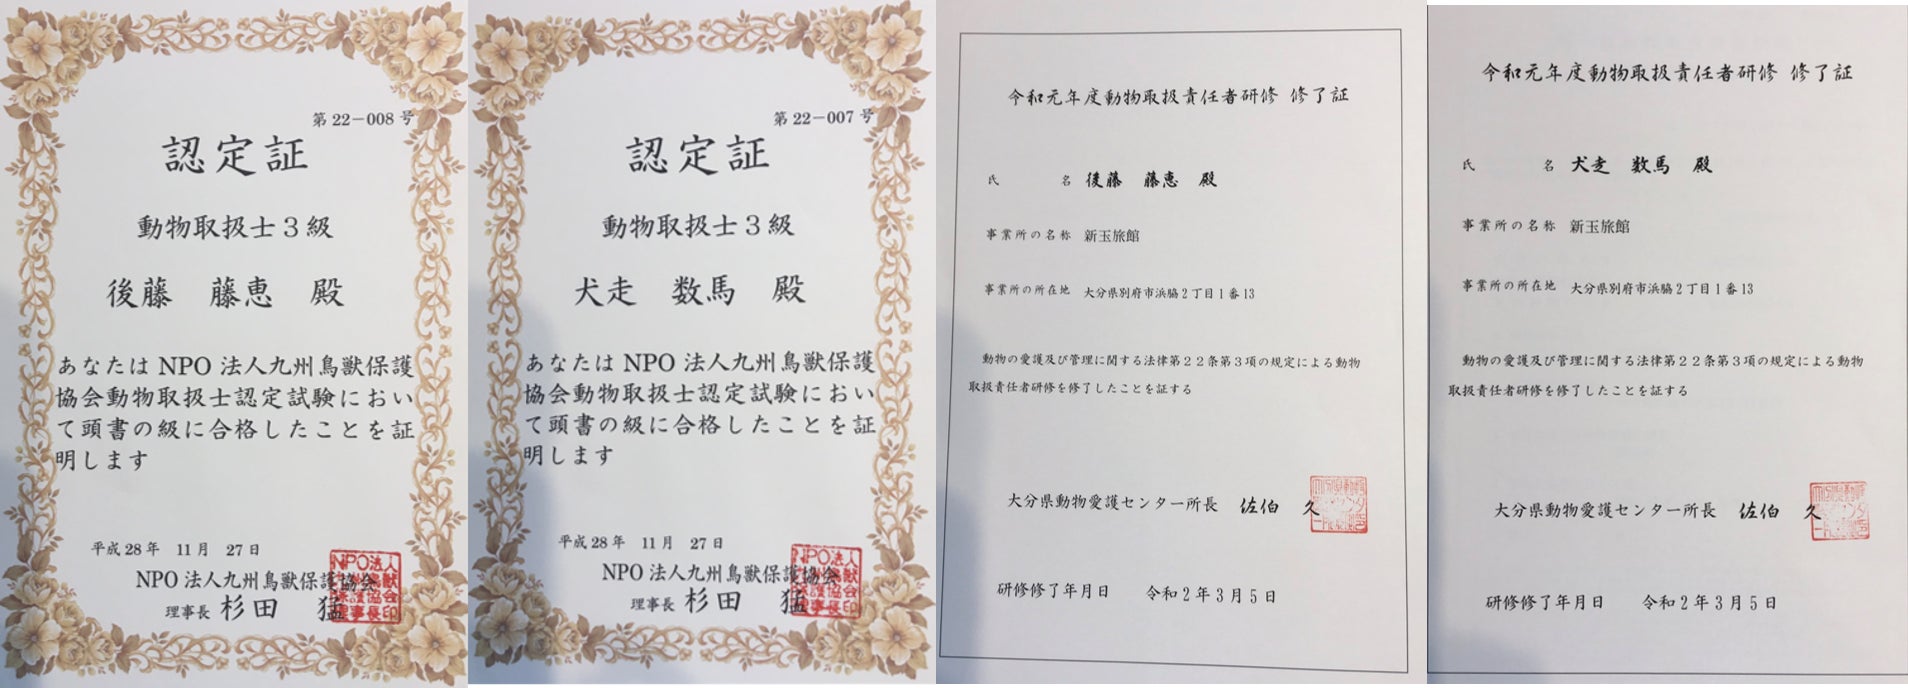 第22－008号
認定証
動物取扱士３級
後藤　藤恵　殿
あなたは NPO 法人九州鳥獣保護
協会動物取扱士認定試験におい
て頭書の級に合格したことを証
明します
平成28年　11月　27日
NPO 法人九州鳥獣保護協会
理事長 杉田　猛
第22－007号
認定証
動物取扱士３級
犬走　数馬　殿
あなたは NPO 法人九州鳥獣保護
協会動物取扱士認定試験におい
て頭書の級に合格したことを証
明します
平成28年　11月　27日
NPO 法人九州鳥獣保護協会
理事長 杉田　猛
令和元年度動物取扱責任者研修 修了証
氏　　　名 後藤　藤恵　殿
事業所の名称　新玉旅館
事業所の所在地　大分県別府市浜脇２丁目１番13
動物の愛護及び管理に関する法律第２２条第３項の規定による動物
取扱責任者研修を修了したことを証する
大分県動物愛護センター所長　佐伯　久
研修修了年月日　　令和２年３月５日
令和元年度動物取扱責任者研修 修了証
氏　　　名 犬走　数馬　殿
事業所の名称　新玉旅館
事業所の所在地　大分県別府市浜脇２丁目１番13
動物の愛護及び管理に関する法律第２２条第３項の規定による動物
取扱責任者研修を修了したことを証する
大分県動物愛護センター所長　佐伯　久
研修修了年月日　　令和２年３月５日